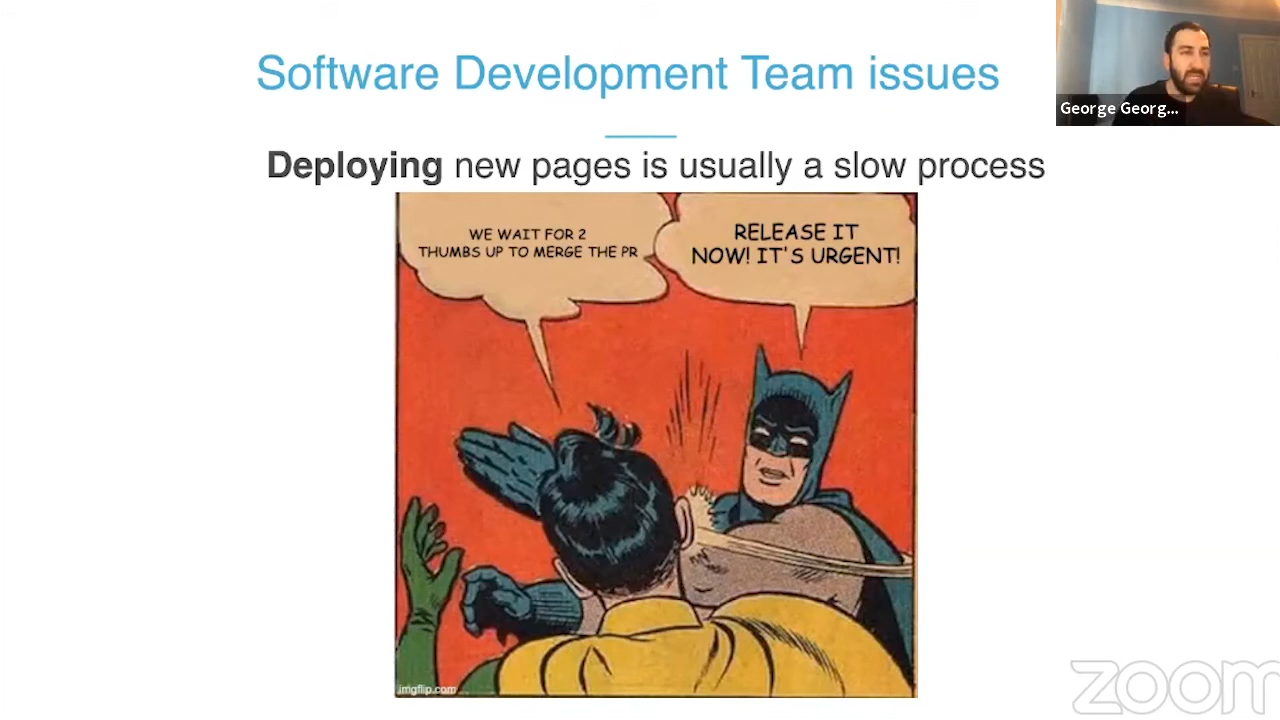 Software Development Team issues
George Georg...
Deploying new pages is usually a slow process
WE WAIT FOR 2
THUMBS UP TO MERGE THE PR
RELEASE IT
NOW! IT'S URGENT!
imgflip.com
zoom